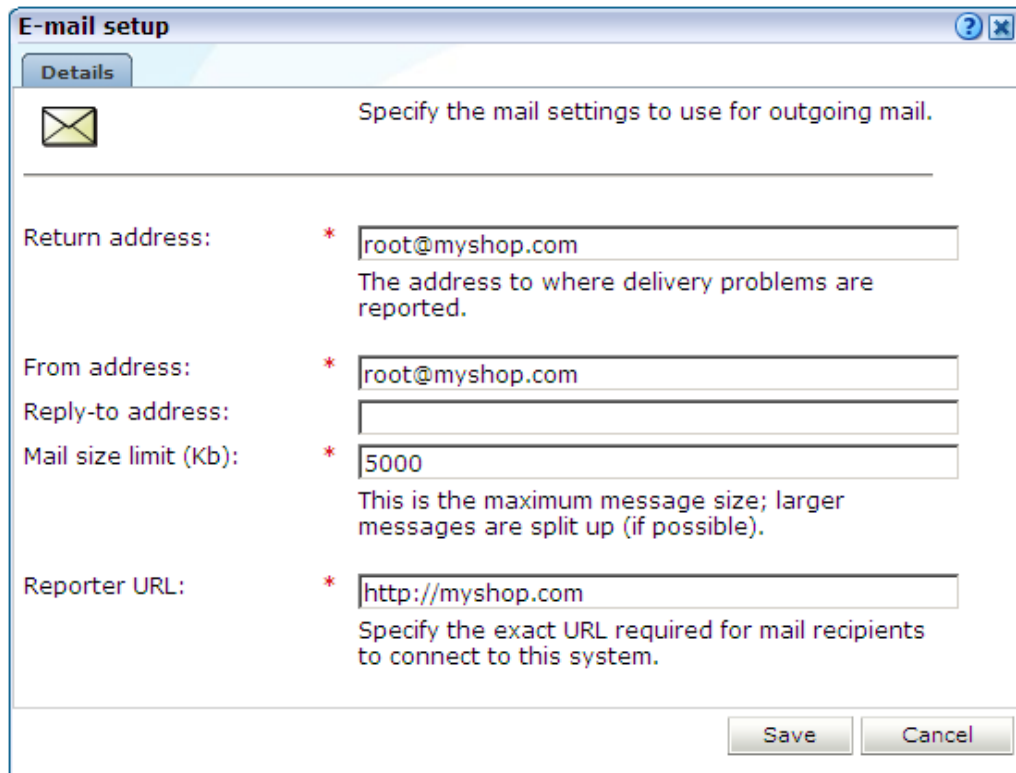 E-mail setup
Details
Specify the mail settings to use for outgoing mail.
Return address: * root@myshop.com
The address to where delivery problems are
reported.
From address: * root@myshop.com
Reply-to address:
Mail size limit (Kb): * 5000
This is the maximum message size; larger
messages are split up (if possible).
Reporter URL: * http://myshop.com
Specify the exact URL required for mail recipients
to connect to this system.
Save Cancel